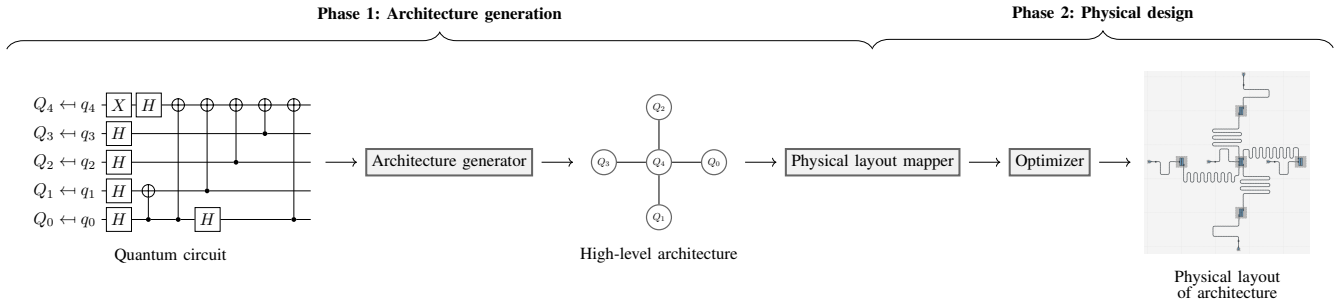 Phase 1: Architecture generation
Phase 2: Physical design
Q4 ↤ q4 X H
Q3 ↤ q3 H
Q2 ↤ q2 H
Q1 ↤ q1 H
Q0 ↤ q0 H H
Quantum circuit
Architecture generator
Q2
Q3 Q4 Q0
Q1
High-level architecture
Physical layout mapper
Optimizer
Physical layout
of architecture